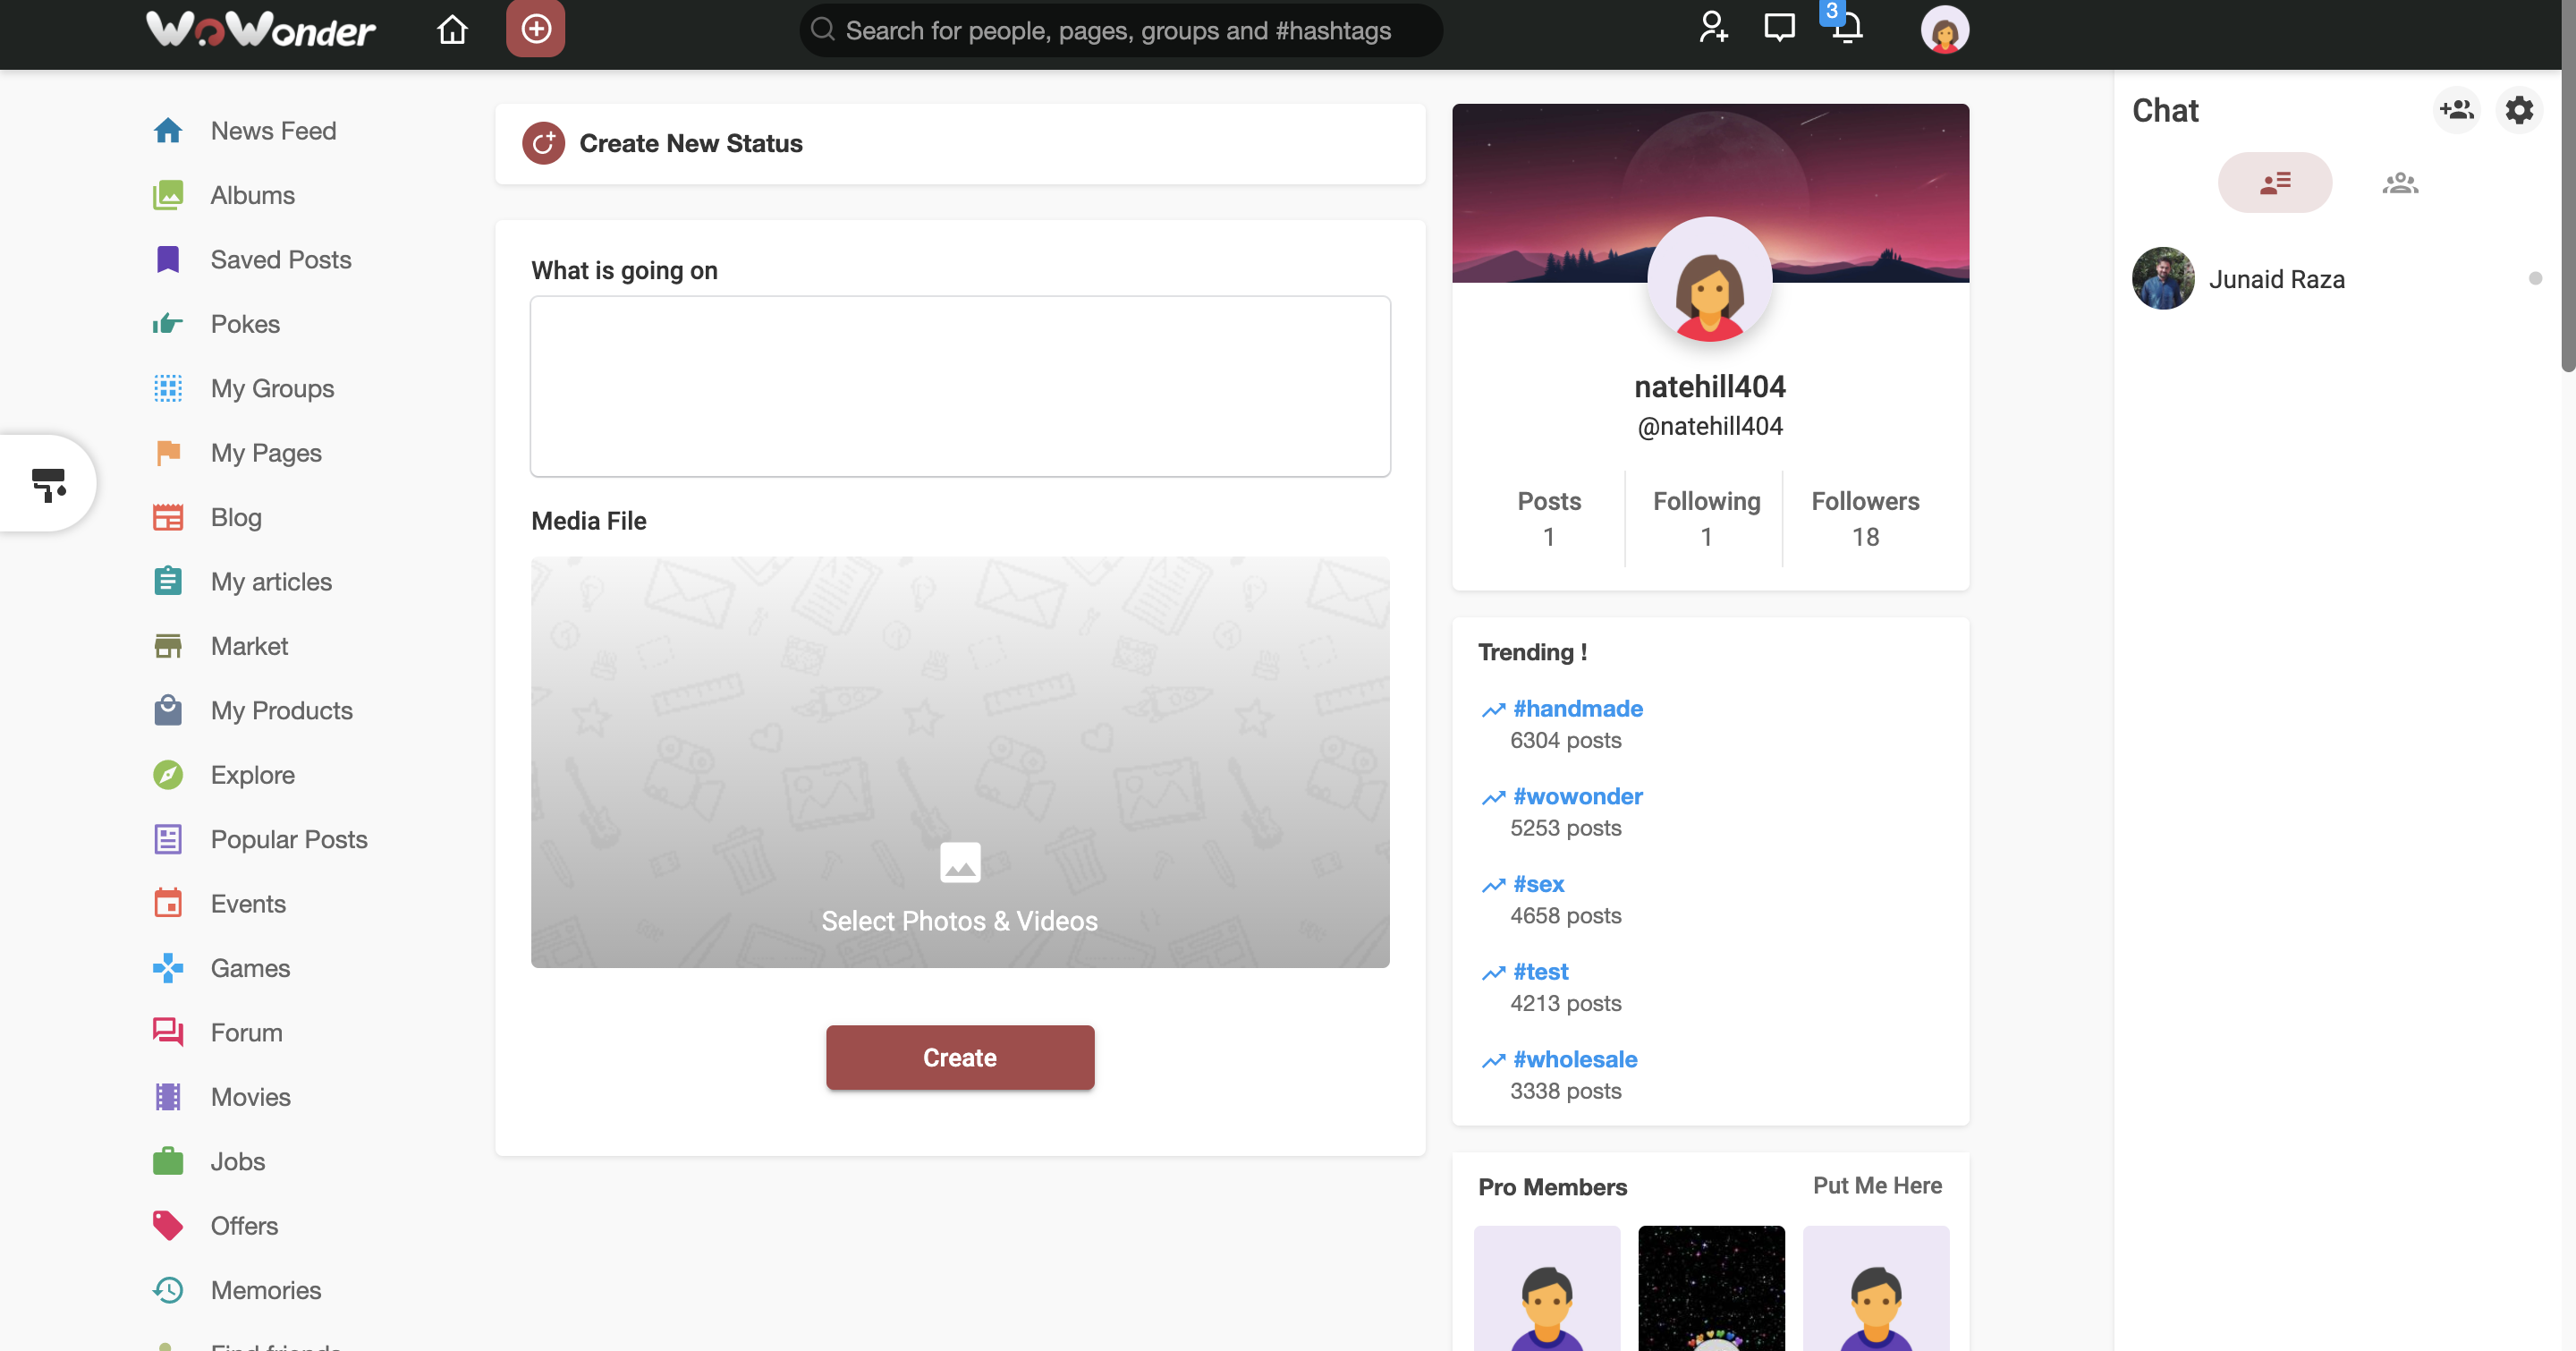 WoWonder
Search for people, pages, groups and #hashtags
3
News Feed
Albums
Saved Posts
Pokes
My Groups
My Pages
Blog
My articles
Market
My Products
Explore
Popular Posts
Events
Games
Forum
Movies
Jobs
Offers
Memories
Find friends
Create New Status
What is going on
Media File
Select Photos & Videos
Create
natehill404
@natehill404
Posts
1
Following
1
Followers
18
Trending !
#handmade
6304 posts
#wowonder
5253 posts
#sex
4658 posts
#test
4213 posts
#wholesale
3338 posts
Pro Members
Put Me Here
Chat
Junaid Raza